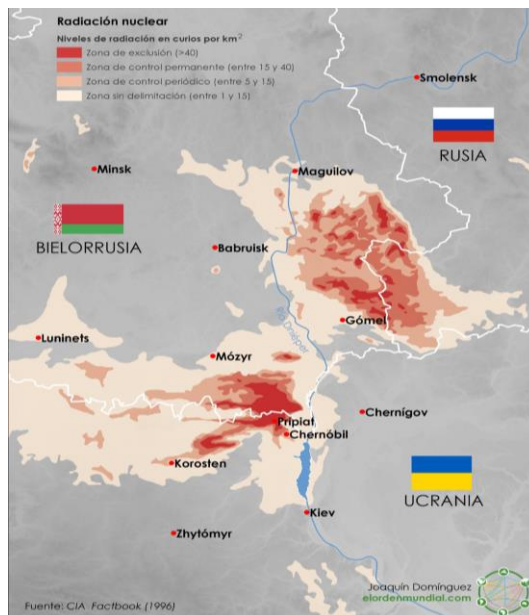 Radiación nuclear
Niveles de radiación en curios por km²
Zona de exclusión (>40)
Zona de control permanente (entre 15 y 40)
Zona de control periódico (entre 5 y 15)
Zona sin delimitación (entre 1 y 15)
Smolensk
RUSIA
Minsk
Maguilov
BIELORRUSIA
Babruisk
Río Dniéper
Gómel
Luninets
Mózyr
Chernígov
Pripiat
Chernóbil
Korosten
UCRANIA
Kiev
Zhytómyr
Joaquín Domínguez
elordenmundial.com
Fuente: CIA Factbook (1996)